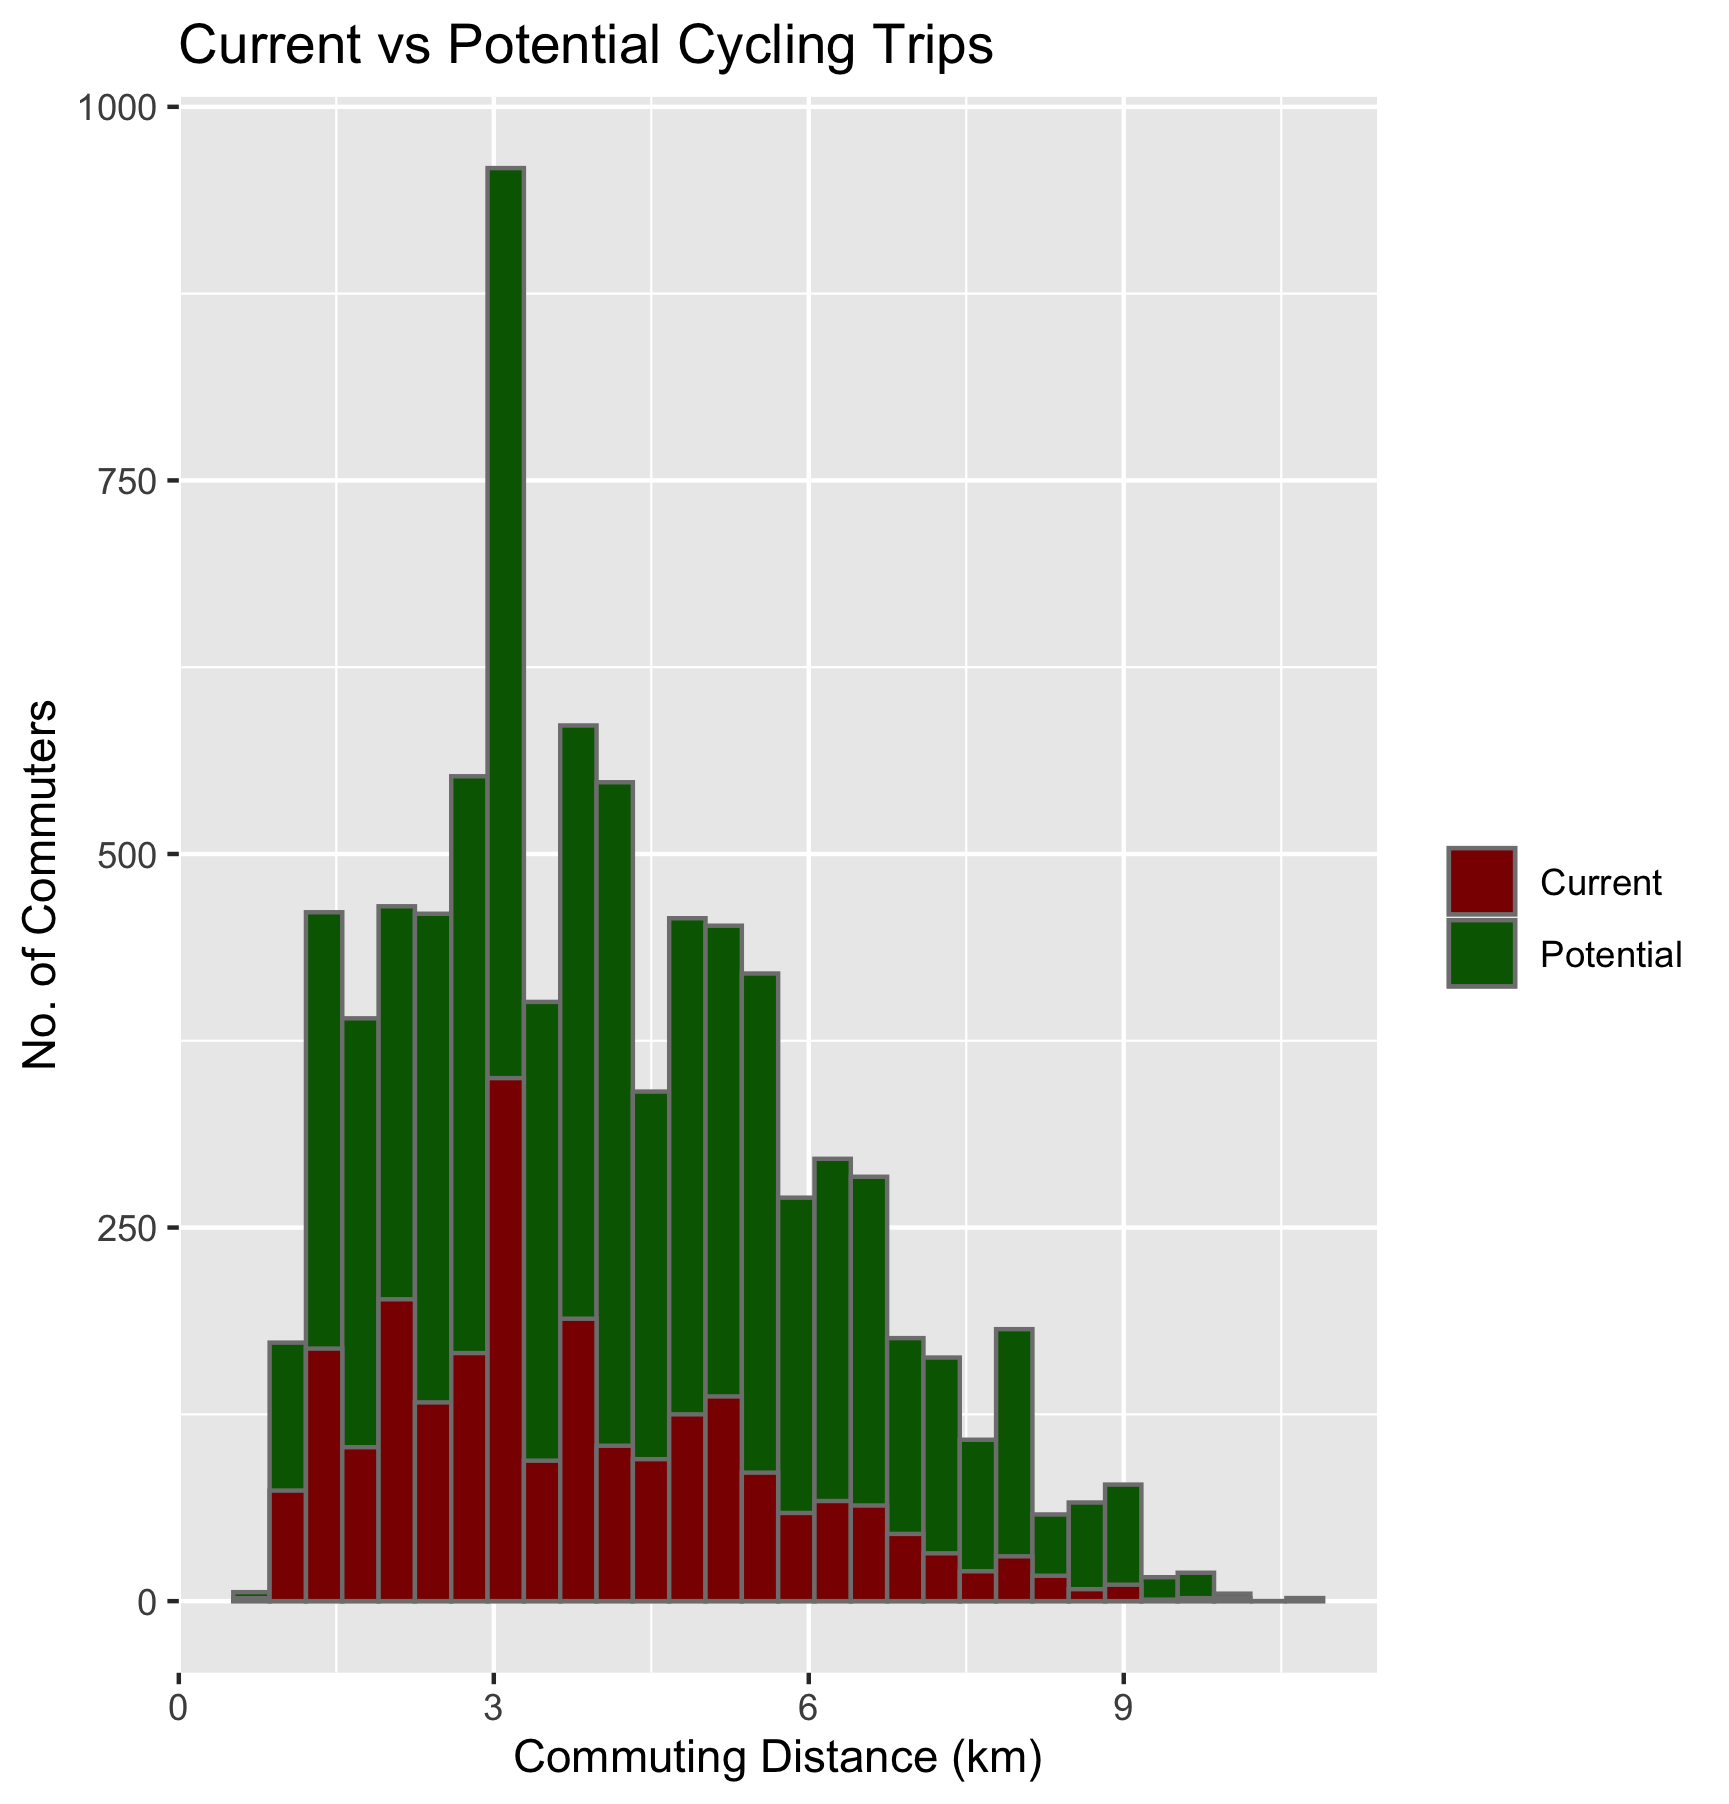 Current vs Potential Cycling Trips
1000
750
500
250
0
No. of Commuters
0 3 6 9
Commuting Distance (km)
Current
Potential